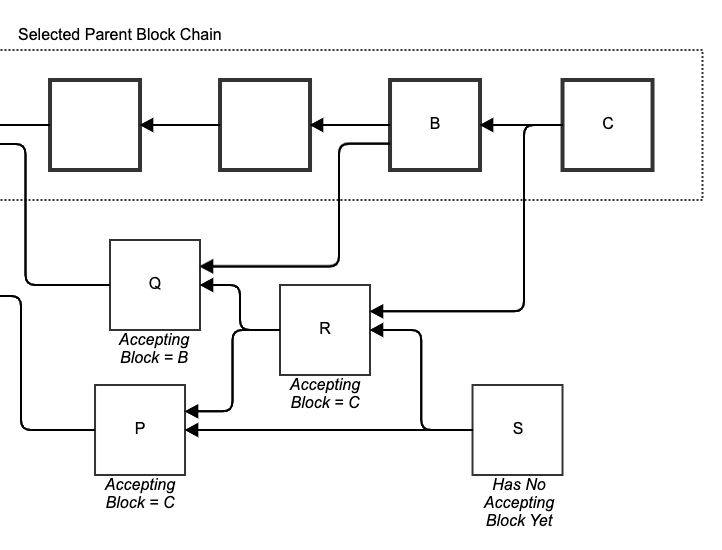 Selected Parent Block Chain
B
C
Q
Accepting
Block = B
R
Accepting
Block = C
P
Accepting
Block = C
S
Has No
Accepting
Block Yet